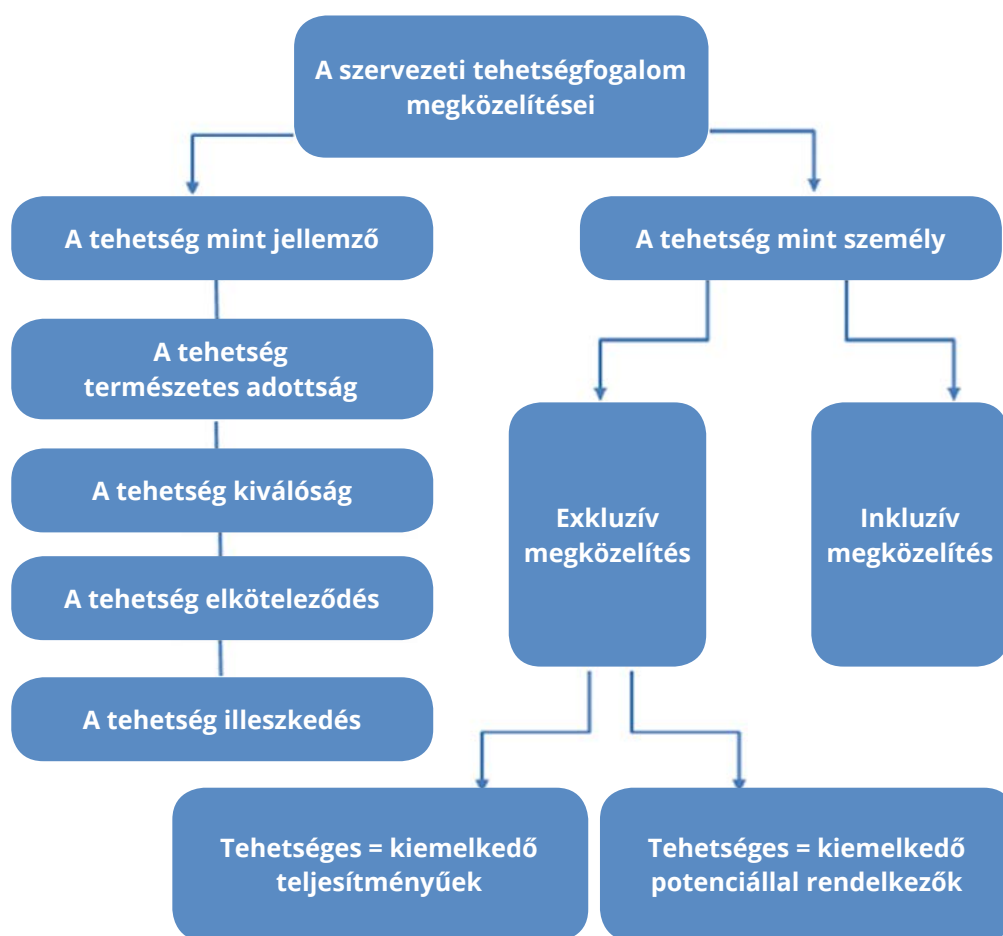 A szervezeti tehetségfogalom
megközelítései
A tehetség mint jellemző
A tehetség mint személy
A tehetség
természetes adottság
A tehetség kiválóság
A tehetség elköteleződés
A tehetség illeszkedés
Exkluzív
megközelítés
Inkluzív
megközelítés
Tehetséges = kiemelkedő
teljesítményűek
Tehetséges = kiemelkedő
potenciállal rendelkezők